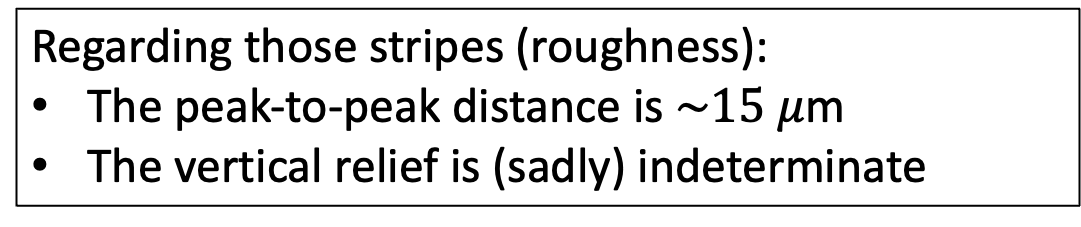 Regarding those stripes (roughness):
• The peak-to-peak distance is ~15 𝜇m
• The vertical relief is (sadly) indeterminate